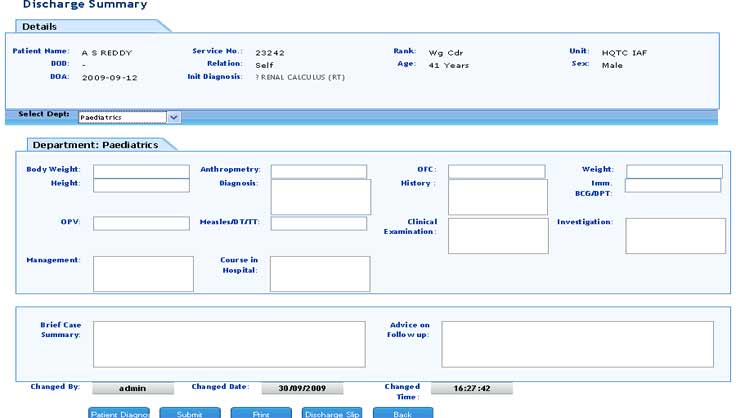 Discharge Summary
Details
Patient Name: A S REDDY Service No.: 23242 Rank: Wg Cdr Unit: HQTC IAF
DOB: - Relation: Self Age: 41 Years Sex: Male
DOA: 2009-09-12 Init Diagnosis: ? RENAL CALCULUS (RT)
Select Dept: Paediatrics
Department: Paediatrics
Body Weight: Anthropmetry: OFC: Weight:
Height: Diagnosis: History : Imm.
BCG/DPT:
OPV: Measles/DT/TT: Clinical Investigation:
Examination:
Management: Course in
Hospital:
Brief Case Advice on
Summary: Follow up:
Changed By: admin Changed Date: 30/09/2009 Changed 16:27:42
Time :
Patient Diagnos Submit Print Discharge Slip Back